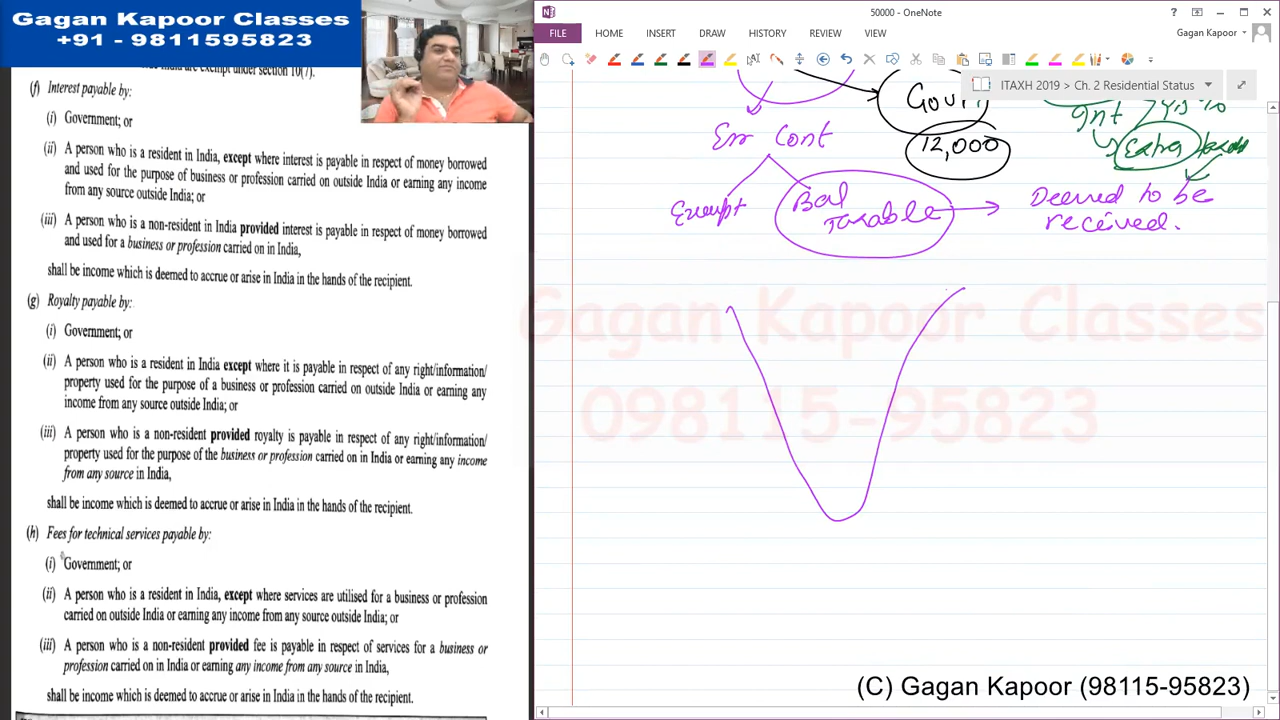 Gagan Kapoor Classes
+91 - 9811595823
India are exempt under section 10(7).
(f) Interest payable by:
(i) Government; or
(ii) A person who is a resident in India, except where interest is payable in respect of money borrowed
and used for the purpose of business or profession carried on outside India or earning any income
from any source outside India; or
(iii) A person who is a non-resident in India provided interest is payable in respect of money borrowed
and used for a business or profession carried on in India,
shall be income which is deemed to accrue or arise in India in the hands of the recipient.
(g) Royalty payable by:
(i) Government; or
(ii) A person who is a resident in India except where it is payable in respect of any right/information/
property used for the purpose of a business or profession carried on outside India or earning any
income from any source outside India; or
(iii) A person who is a non-resident provided royalty is payable in respect of any right/information/
property used for the purpose of the business or profession carried on in India or earning any income
from any source in India,
shall be income which is deemed to accrue or arise in India in the hands of the recipient.
(h) Fees for technical services payable by:
(i) Government; or
(ii) A person who is a resident in India, except where services are utilised for a business or profession
carried on outside India or earning any income from any source outside India; or
(iii) A person who is a non-resident provided fee is payable in respect of services for a business or
profession carried on in India or earning any income from any source in India,
shall be income which is deemed to accrue or arise in India in the hands of the recipient.
50000 - OneNote
FILE HOME INSERT DRAW HISTORY REVIEW VIEW
Gagan Kapoor
ITAXH 2019 > Ch. 2 Residential Status
Govt
12,000
Emr Cont
Int
Extra
Exempt
Bal
Taxable
Deemed to be
received.
Gagan Kapoor Classes
098115-95823
(C) Gagan Kapoor (98115-95823)